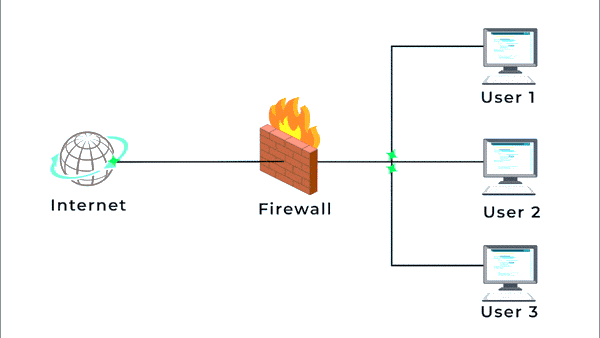 User 1
Internet
Firewall
User 2
User 3